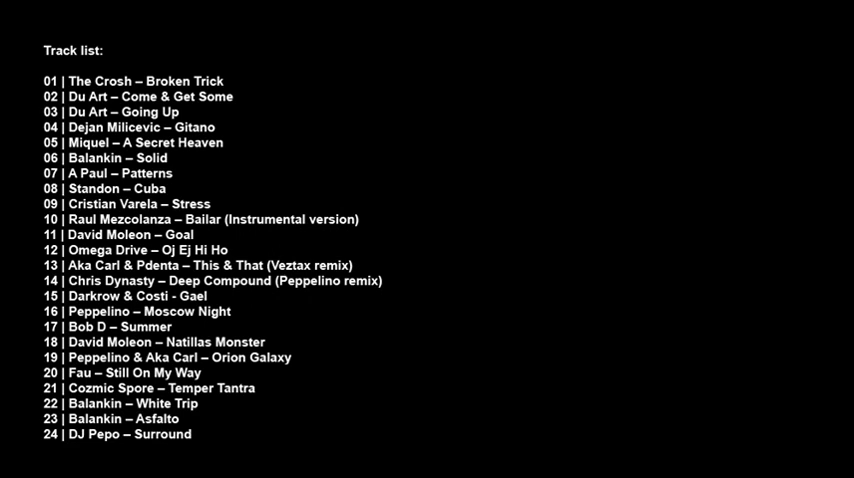 Track list:
01 | The Crosh – Broken Trick
02 | Du Art – Come & Get Some
03 | Du Art – Going Up
04 | Dejan Milicevic – Gitano
05 | Miquel – A Secret Heaven
06 | Balankin – Solid
07 | A Paul – Patterns
08 | Standon – Cuba
09 | Cristian Varela – Stress
10 | Raul Mezcolanza – Bailar (Instrumental version)
11 | David Moleon – Goal
12 | Omega Drive – Oj Ej Hi Ho
13 | Aka Carl & Pdenta – This & That (Veztax remix)
14 | Chris Dynasty – Deep Compound (Peppelino remix)
15 | Darkrow & Costi - Gael
16 | Peppelino – Moscow Night
17 | Bob D – Summer
18 | David Moleon – Natillas Monster
19 | Peppelino & Aka Carl – Orion Galaxy
20 | Fau – Still On My Way
21 | Cozmic Spore – Temper Tantra
22 | Balankin – White Trip
23 | Balankin – Asfalto
24 | DJ Pepo – Surround